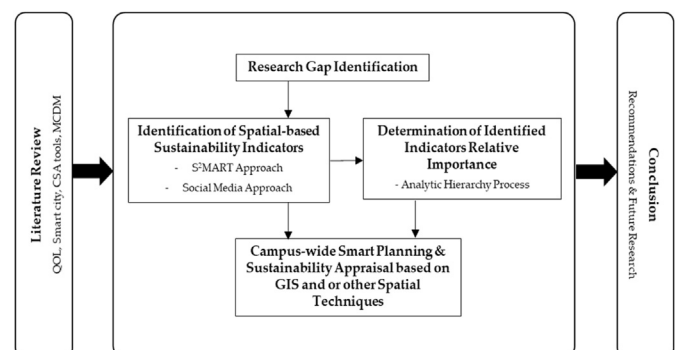 Literature Review
QOL, Smart city, CSA tools, MCDM
Research Gap Identification
Identification of Spatial-based
Sustainability Indicators
- S²MART Approach
- Social Media Approach
Determination of Identified
Indicators Relative
Importance
- Analytic Hierarchy Process
Campus-wide Smart Planning &
Sustainability Appraisal based on
GIS and or other Spatial
Techniques
Conclusion
Recommendations & Future Research